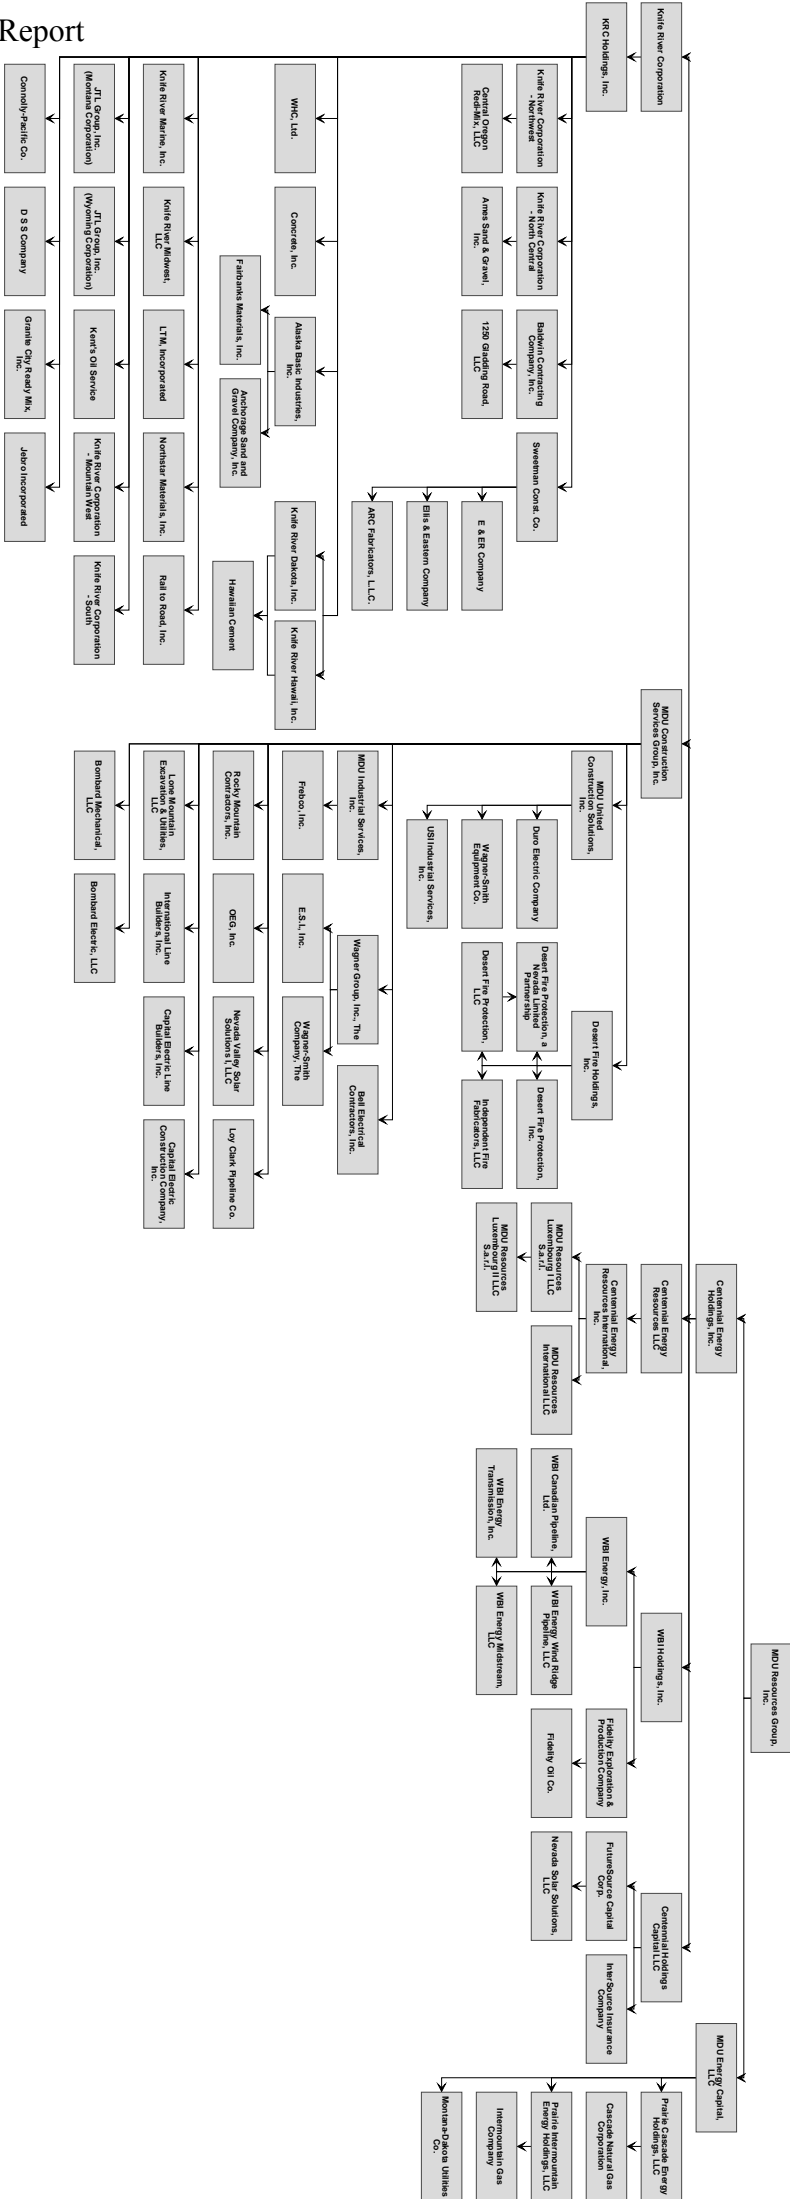 Report
MDU Resources Group,
Inc.
Centennial Energy
Holdings, Inc.
MDU Energy Capital,
LLC
Knife River Corporation
MDU Construction
Services Group, Inc.
Centennial Energy
Resources LLC
WBI Holdings, Inc.
Centennial Holdings
Capital LLC
Prairie Cascade Energy
Holdings, LLC
KRC Holdings, Inc.
Centennial Energy
Resources International,
Inc.
Fidelity Exploration &
Production Company
FutureSource Capital
Corp.
InterSource Insurance
Company
Cascade Natural Gas
Corporation
WBI Energy, Inc.
MDU United
Construction Solutions,
Inc.
Desert Fire Holdings,
Inc.
Knife River Corporation
- Northwest
Knife River Corporation
- North Central
Baldwin Contracting
Company, Inc.
Sweetman Const. Co.
Duro Electric Company
Desert Fire Protection, a
Nevada Limited
Partnership
Desert Fire Protection,
Inc.
MDU Resources
Luxembourg I LLC
S.a.r.l.
MDU Resources
International LLC
WBI Canadian Pipeline,
Ltd.
WBI Energy Wind Ridge
Pipeline, LLC
Fidelity Oil Co.
Nevada Solar Solutions,
LLC
Prairie Intermountain
Energy Holdings, LLC
Central Oregon
Redi-Mix, LLC
Ames Sand & Gravel,
Inc.
1250 Gladding Road,
LLC
E & ER Company
Wagner-Smith
Equipment Co.
Desert Fire Protection,
LLC
Independent Fire
Fabricators, LLC
MDU Resources
Luxembourg II LLC
S.a.r.l.
WBI Energy
Transmission, Inc.
WBI Energy Midstream,
LLC
Intermountain Gas
Company
Ellis & Eastern Company
USI Industrial Services,
Inc.
Montana-Dakota Utilities
Co.
ARC Fabricators, L.L.C.
MDU Industrial Services,
Inc.
Wagner Group, Inc., The
Bell Electrical
Contractors, Inc.
WHC, Ltd.
Concrete, Inc.
Alaska Basic Industries,
Inc.
Knife River Dakota, Inc.
Knife River Hawaii, Inc.
Frebco, Inc.
E.S.I., Inc.
Wagner-Smith
Company, The
Fairbanks Materials, Inc.
Anchorage Sand and
Gravel Company, Inc.
Hawaiian Cement
Rocky Mountain
Contractors, Inc.
OEG, Inc.
Nevada Valley Solar
Solutions I, LLC
Loy Clark Pipeline Co.
Knife River Marine, Inc.
Knife River Midwest,
LLC
LTM, Incorporated
Northstar Materials, Inc.
Rail to Road, Inc.
Lone Mountain
Excavation & Utilities,
LLC
International Line
Builders, Inc.
Capital Electric Line
Builders, Inc.
Capital Electric
Construction Company,
Inc.
JTL Group, Inc.
(Montana Corporation)
JTL Group, Inc.
(Wyoming Corporation)
Kent's Oil Service
Knife River Corporation
- Mountain West
Knife River Corporation
- South
Bombard Mechanical,
LLC
Bombard Electric, LLC
Connolly-Pacific Co.
D S S Company
Granite City Ready Mix,
Inc.
Jebro Incorporated